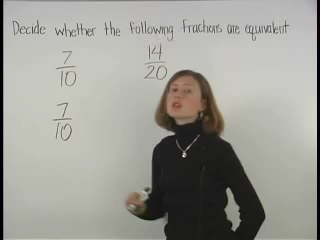 Decide whether the following fractions are equivalent
7/10 14/20
7/10